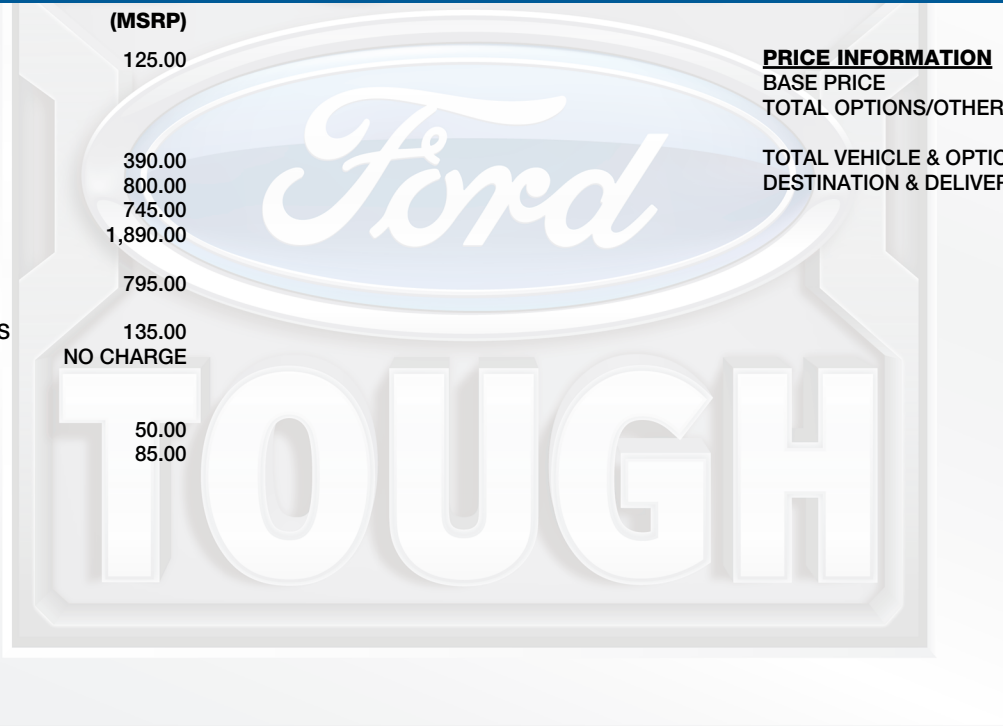 (MSRP)
125.00
390.00
800.00
745.00
1,890.00
795.00
S 135.00
NO CHARGE
50.00
85.00
PRICE INFORMATION
BASE PRICE
TOTAL OPTIONS/OTHER
TOTAL VEHICLE & OPTIO
DESTINATION & DELIVER
Ford
TOUGH